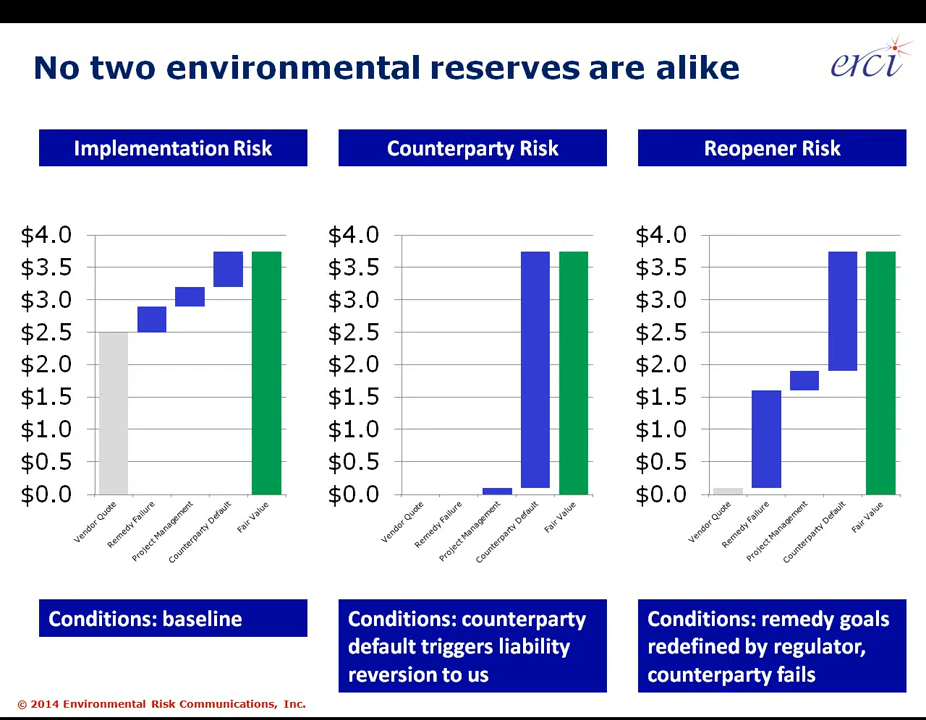 No two environmental reserves are alike
erci
Implementation Risk
Counterparty Risk
Reopener Risk
$4.0
$3.5
$3.0
$2.5
$2.0
$1.5
$1.0
$0.5
$0.0
Vendor Quote
Remedy Failure
Project Management
Counterparty Default
Fair Value
$4.0
$3.5
$3.0
$2.5
$2.0
$1.5
$1.0
$0.5
$0.0
Vendor Quote
Remedy Failure
Project Management
Counterparty Default
Fair Value
$4.0
$3.5
$3.0
$2.5
$2.0
$1.5
$1.0
$0.5
$0.0
Vendor Quote
Remedy Failure
Project Management
Counterparty Default
Fair Value
Conditions: baseline
Conditions: counterparty
default triggers liability
reversion to us
Conditions: remedy goals
redefined by regulator,
counterparty fails
© 2014 Environmental Risk Communications, Inc.